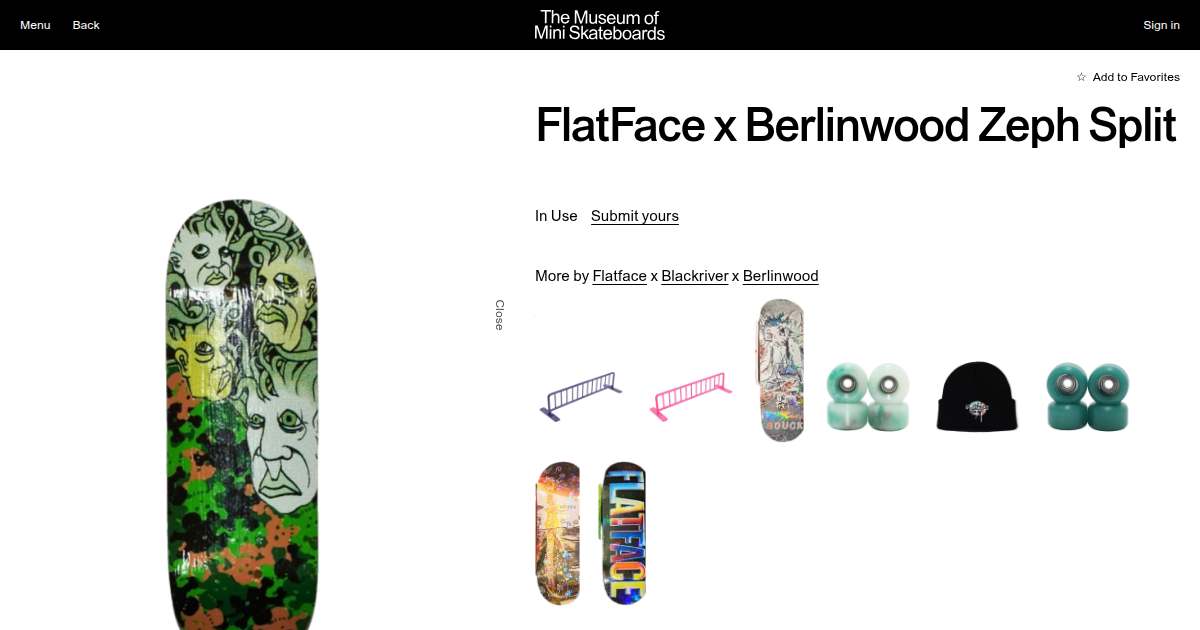 Menu
Back
The Museum of
Mini Skateboards
Sign in
☆ Add to Favorites
FlatFace x Berlinwood Zeph Split
In Use Submit yours
More by Flatface x Blackriver x Berlinwood
Close
FLATFACE